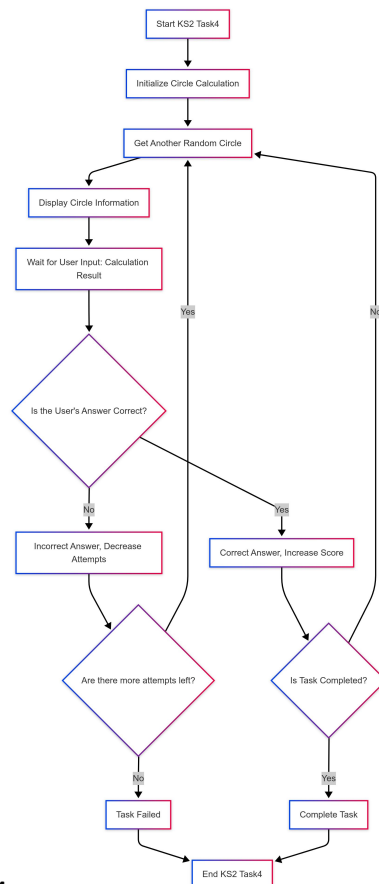 Start KS2 Task4
Initialize Circle Calculation
Get Another Random Circle
Display Circle Information
Wait for User Input: Calculation
Result
Yes
No
Is the User's Answer Correct?
No
Yes
Incorrect Answer, Decrease
Attempts
Correct Answer, Increase Score
Are there more attempts left?
Is Task Completed?
No
Yes
Task Failed
Complete Task
End KS2 Task4